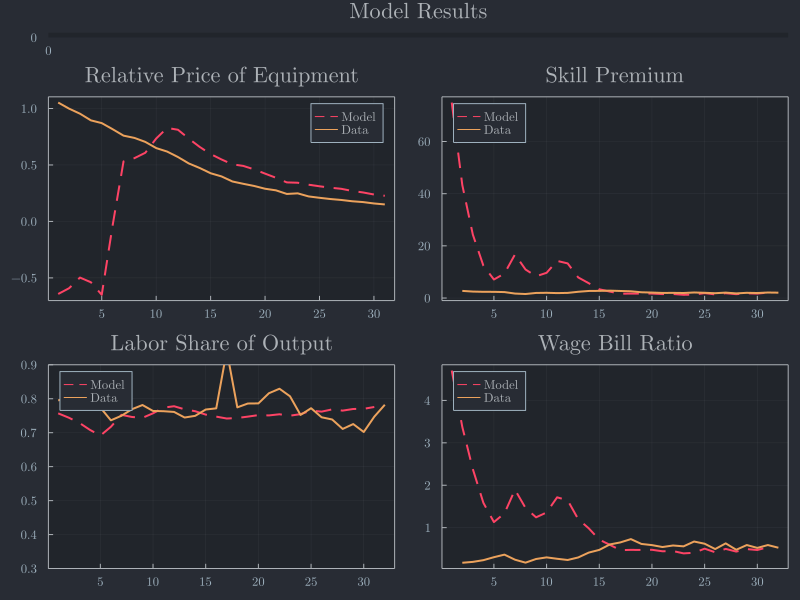 Model Results
0
0
Relative Price of Equipment
Skill Premium
1.0
0.5
0.0
−0.5
5 10 15 20 25 30
Model
Data
60
40
20
0
5 10 15 20 25 30
Model
Data
Labor Share of Output
Wage Bill Ratio
0.9
0.8
0.7
0.6
0.5
0.4
0.3
5 10 15 20 25 30
Model
Data
4
3
2
1
5 10 15 20 25 30
Model
Data